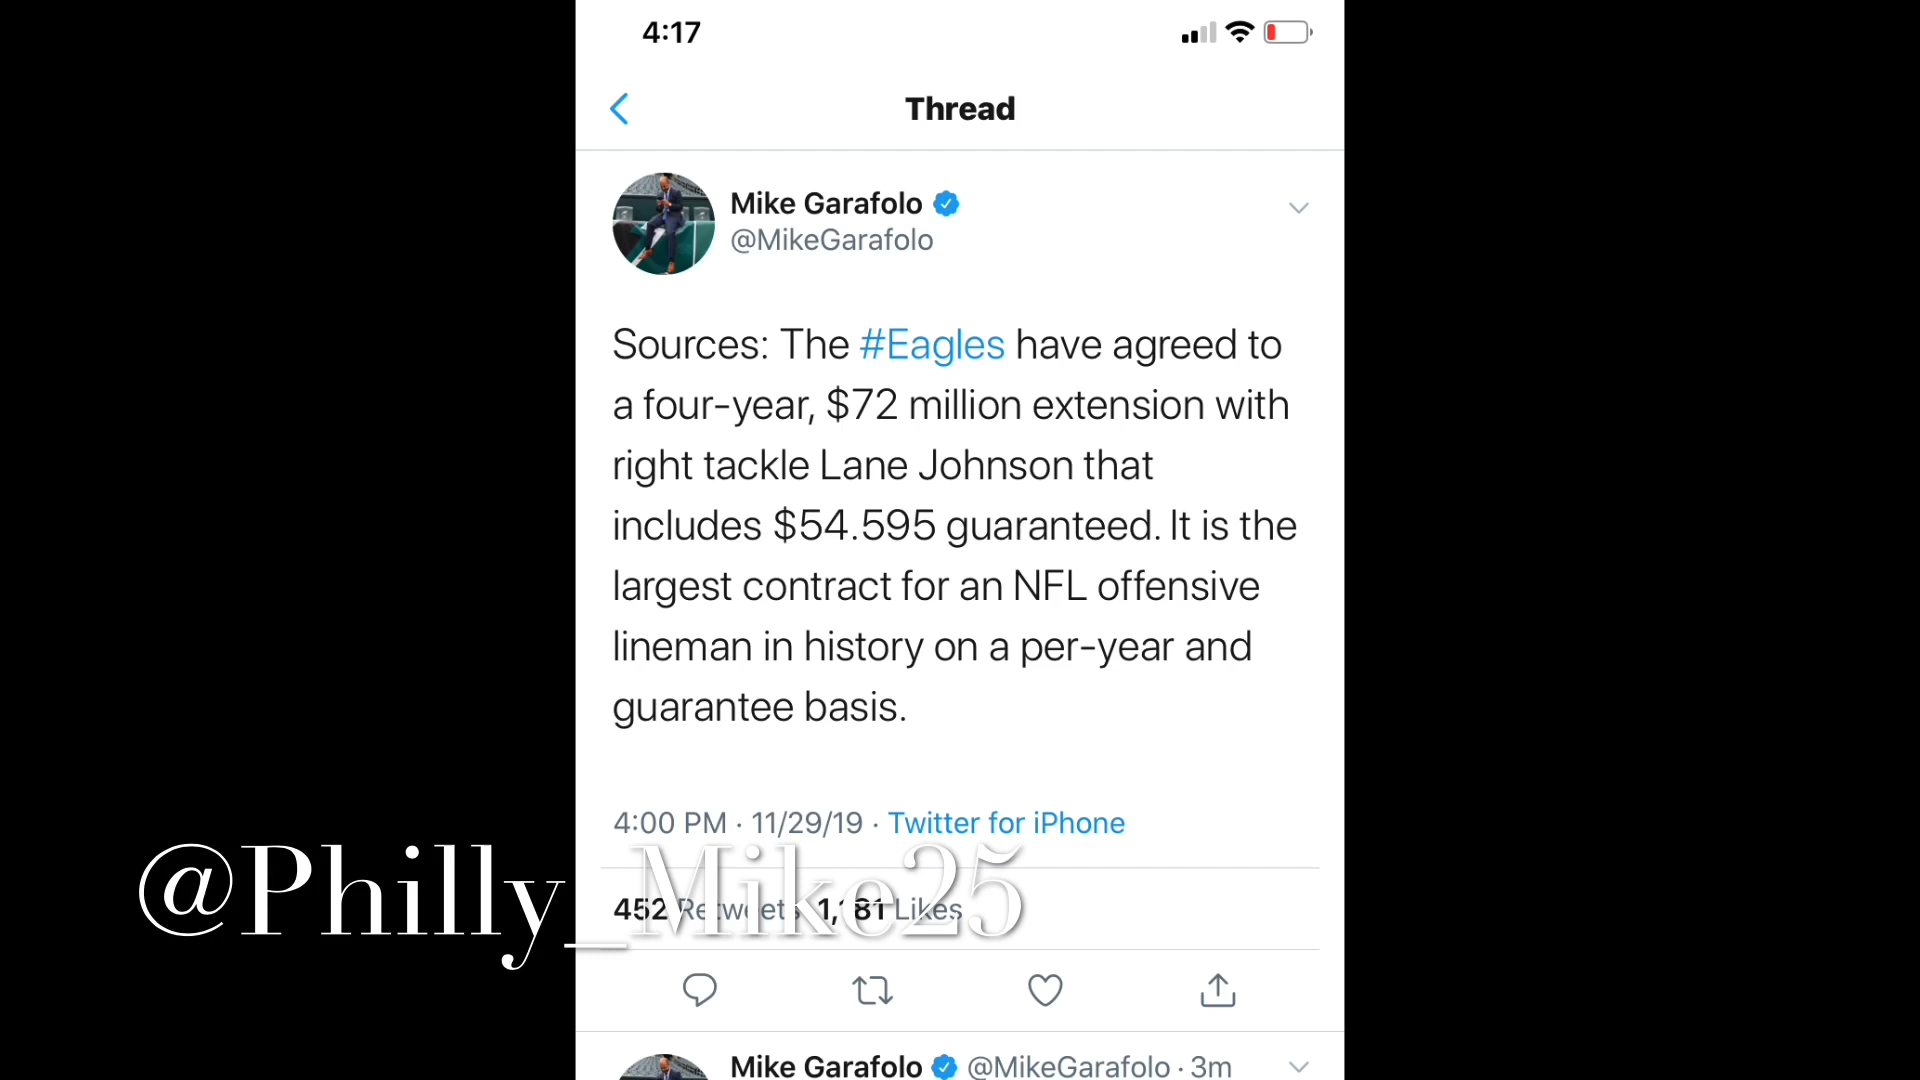 4:17
Thread
Mike Garafolo
@MikeGarafolo
Sources: The #Eagles have agreed to
a four-year, $72 million extension with
right tackle Lane Johnson that
includes $54.595 guaranteed. It is the
largest contract for an NFL offensive
lineman in history on a per-year and
guarantee basis.
4:00 PM · 11/29/19 · Twitter for iPhone
@Philly_Mike25
452 Retweets Likes
Mike Garafolo @MikeGarafolo · 3m